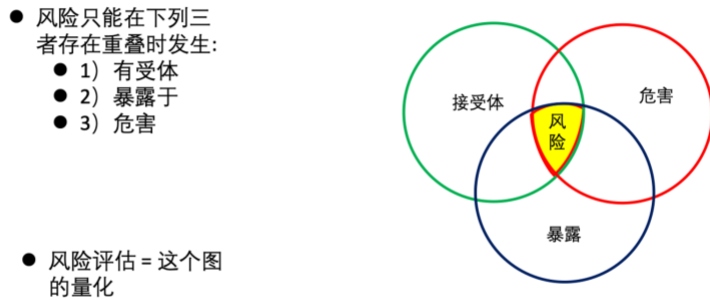 ● 风险只能在下列三
者存在重叠时发生:
● 1）有受体
● 2）暴露于
● 3）危害
● 风险评估 = 这个图
的量化
接受体
危害
风
险
暴露